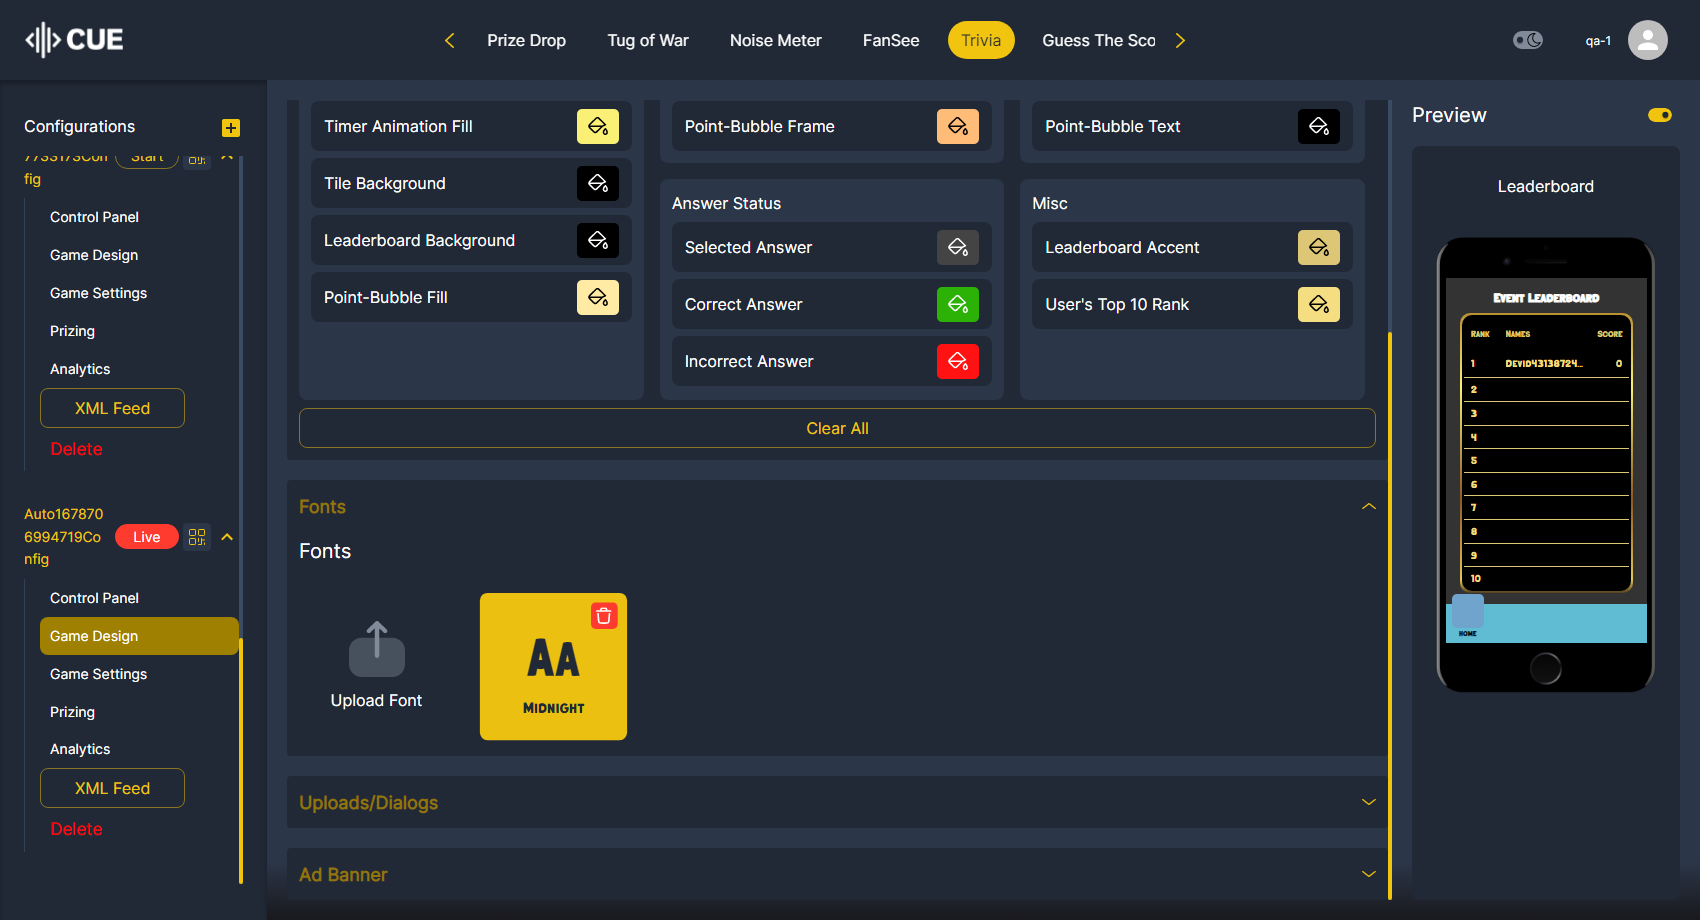 CUE
Prize Drop
Tug of War
Noise Meter
FanSee
Trivia
Guess The Sco
qa-1
Configurations
fig
Control Panel
Game Design
Game Settings
Prizing
Analytics
XML Feed
Delete
Auto167870
6994719Co
nfig
Live
Control Panel
Game Design
Game Settings
Prizing
Analytics
XML Feed
Delete
Timer Animation Fill
Tile Background
Leaderboard Background
Point-Bubble Fill
Point-Bubble Frame
Answer Status
Selected Answer
Correct Answer
Incorrect Answer
Point-Bubble Text
Misc
Leaderboard Accent
User's Top 10 Rank
Clear All
Fonts
Fonts
Upload Font
AA
MIDNIGHT
Uploads/Dialogs
Ad Banner
Preview
Leaderboard
EVENT LEADERBOARD
RANK NAMES SCORE
1 DEVID43138724... 0
2
3
4
5
6
7
8
9
10
HOME